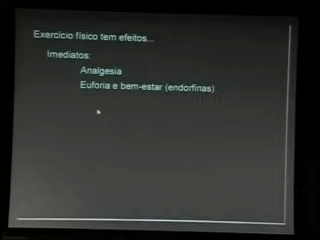 Exercício físico tem efeitos...
Imediatos:
Analgesia
Euforia e bem-estar (endorfinas)